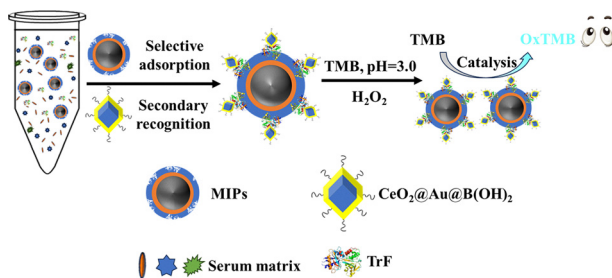 Selective
adsorption
Secondary
recognition
TMB, pH=3.0
H₂O₂
TMB
OxTMB
Catalysis
MIPs
CeO₂@Au@B(OH)₂
Serum matrix
TrF